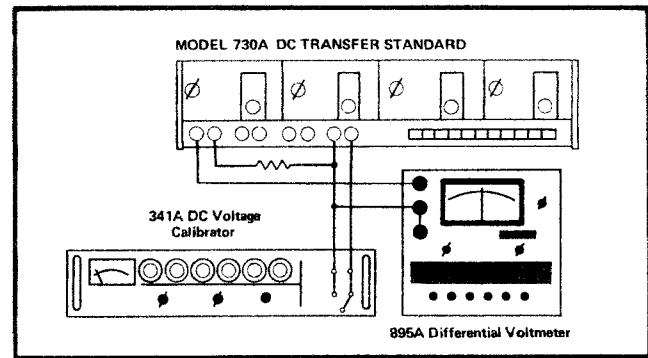 MODEL 730A DC TRANSFER STANDARD
341A DC Voltage
Calibrator
895A Differential Voltmeter